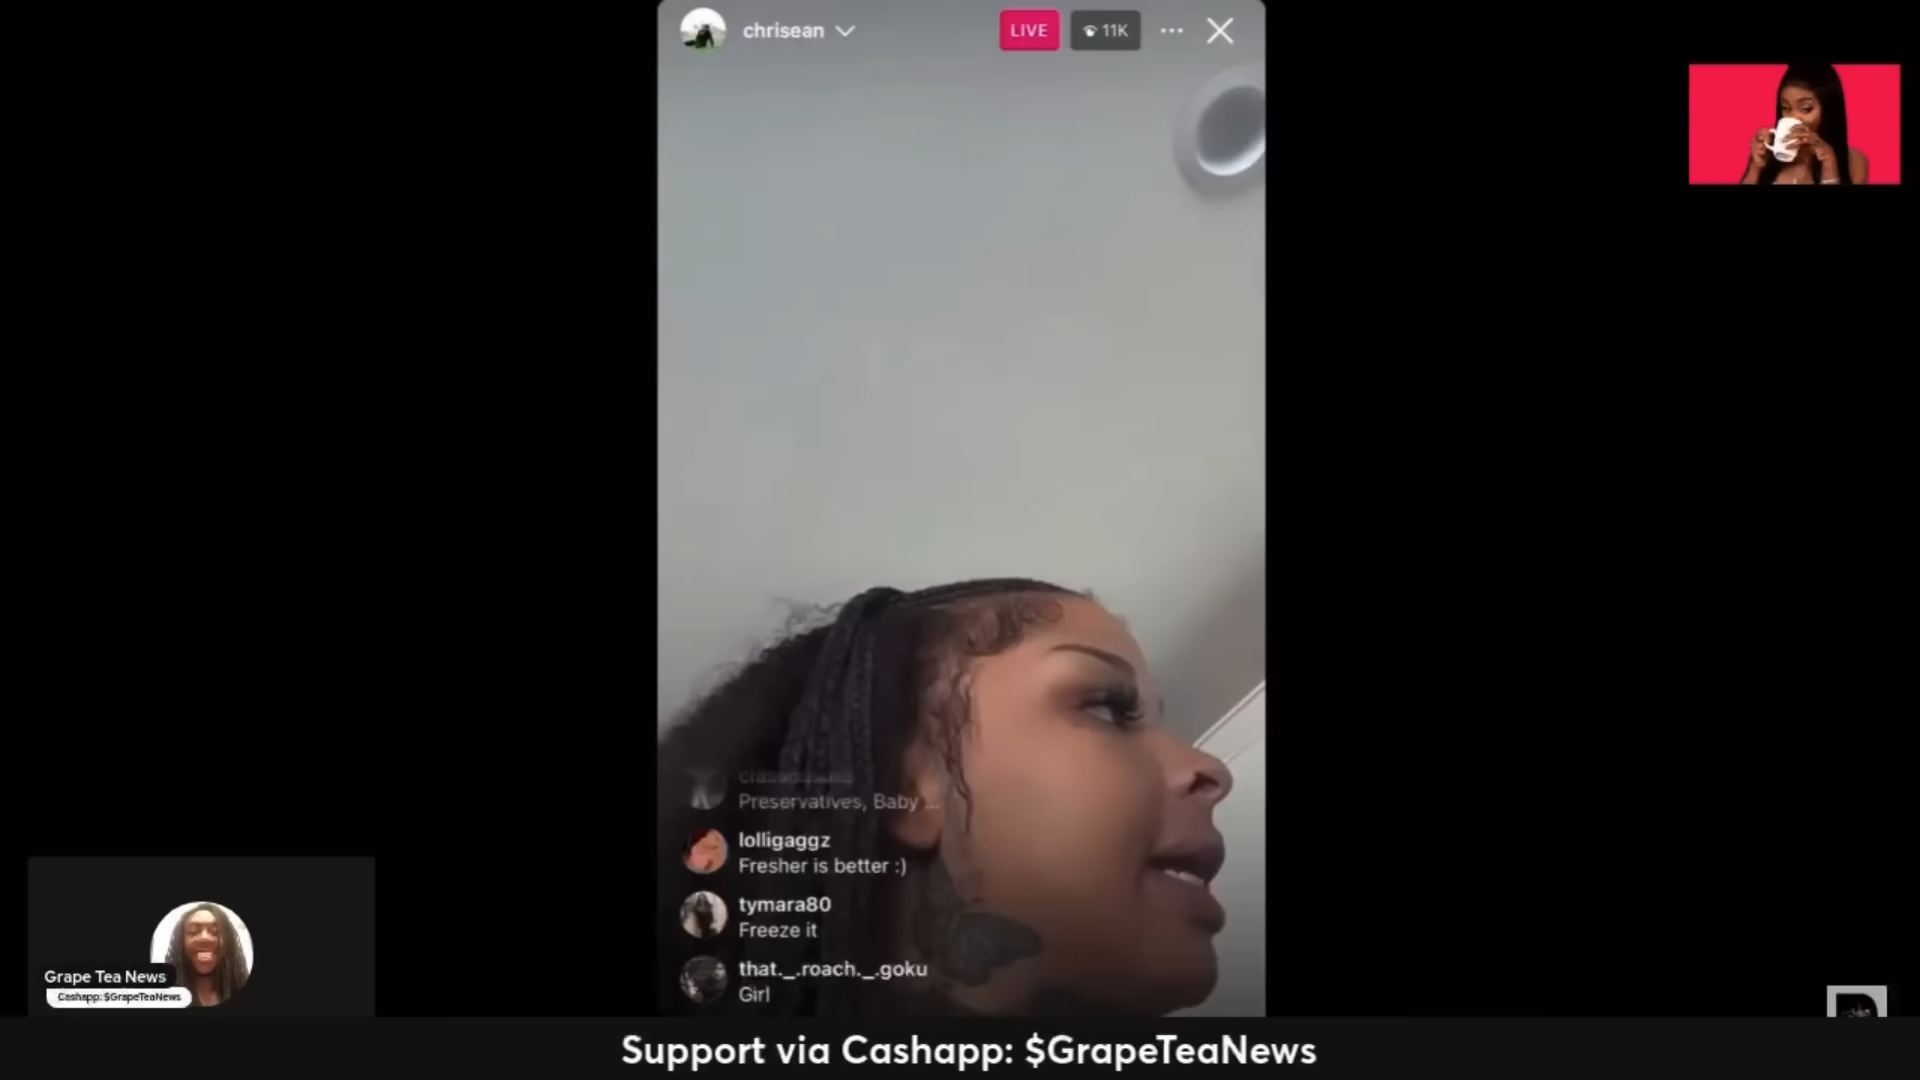 chrisean
LIVE
11K
Preservatives, Baby ...
lolligaggz
Fresher is better :)
tymara80
Freeze it
that._.roach._.goku
Girl
Grape Tea News
Cashapp: $GrapeTeaNews
Support via Cashapp: $GrapeTeaNews